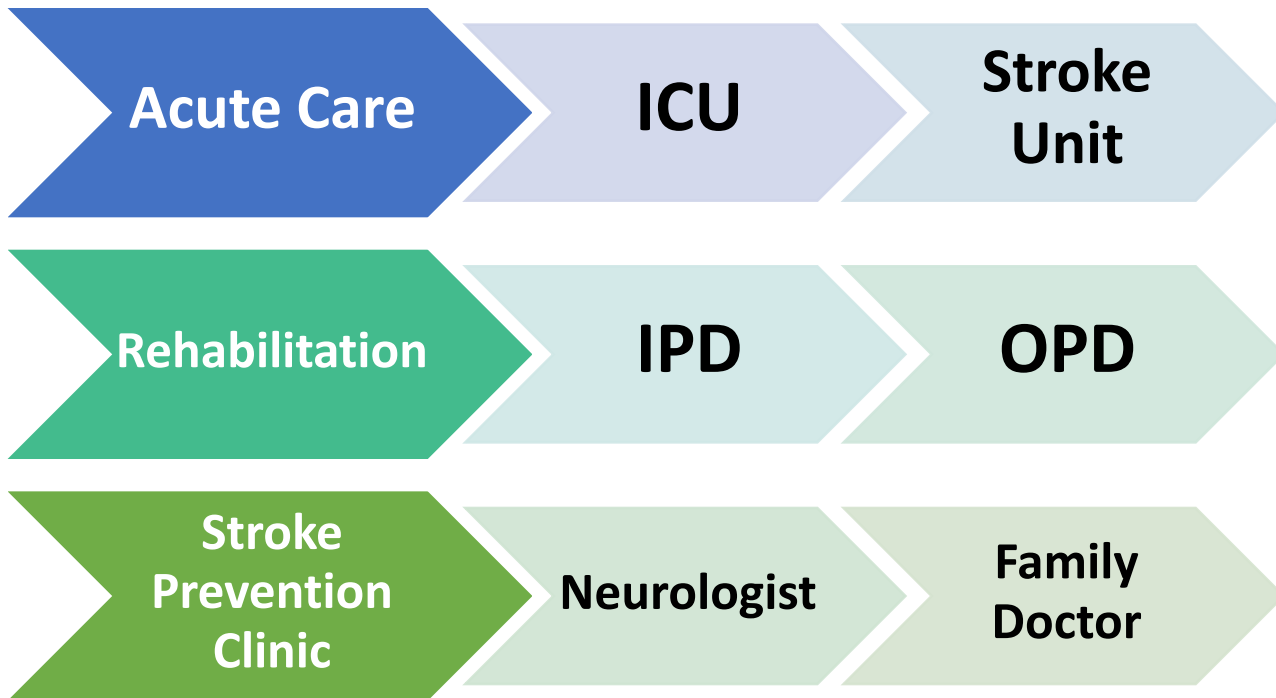 Acute Care
ICU
Stroke
Unit
Rehabilitation
IPD
OPD
Stroke
Prevention
Clinic
Neurologist
Family
Doctor